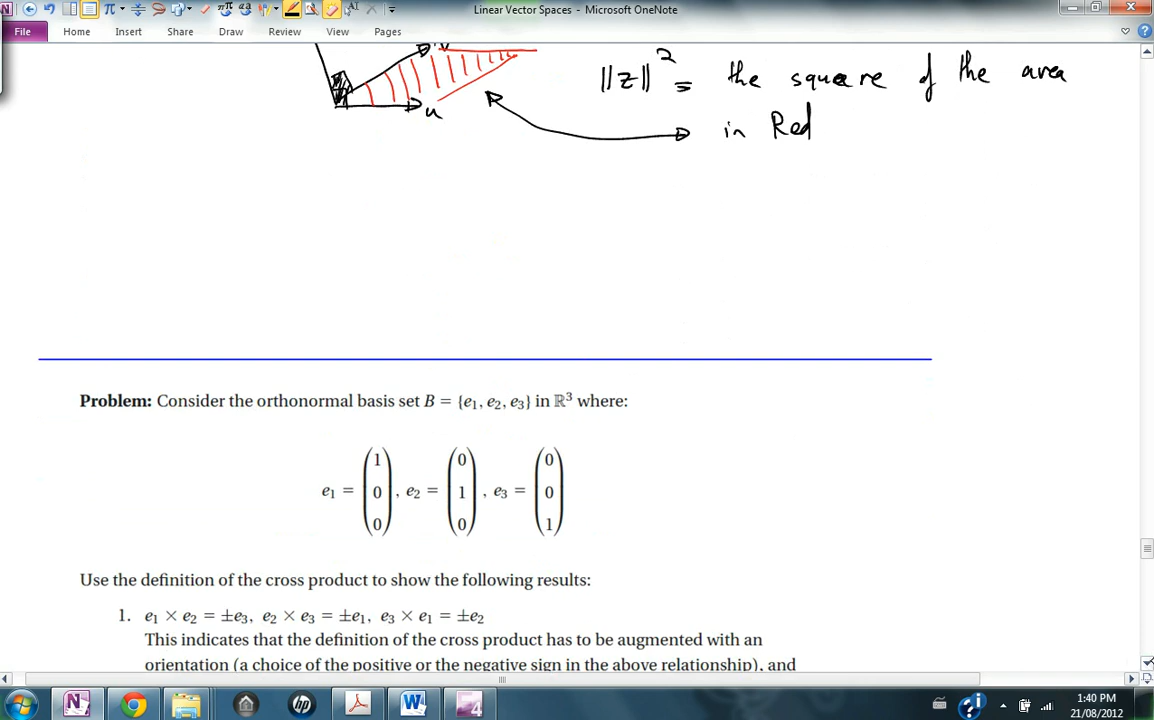 Linear Vector Spaces - Microsoft OneNote
File Home Insert Share Draw Review View Pages
‖z‖² = the square of the area
u
in Red
Problem: Consider the orthonormal basis set B = {e₁, e₂, e₃} in ℝ³ where:
e₁ = (1 0 0), e₂ = (0 1 0), e₃ = (0 0 1)
Use the definition of the cross product to show the following results:
1. e₁ × e₂ = ±e₃, e₂ × e₃ = ±e₁, e₃ × e₁ = ±e₂
This indicates that the definition of the cross product has to be augmented with an
orientation (a choice of the positive or the negative sign in the above relationship), and
1:40 PM
21/08/2012